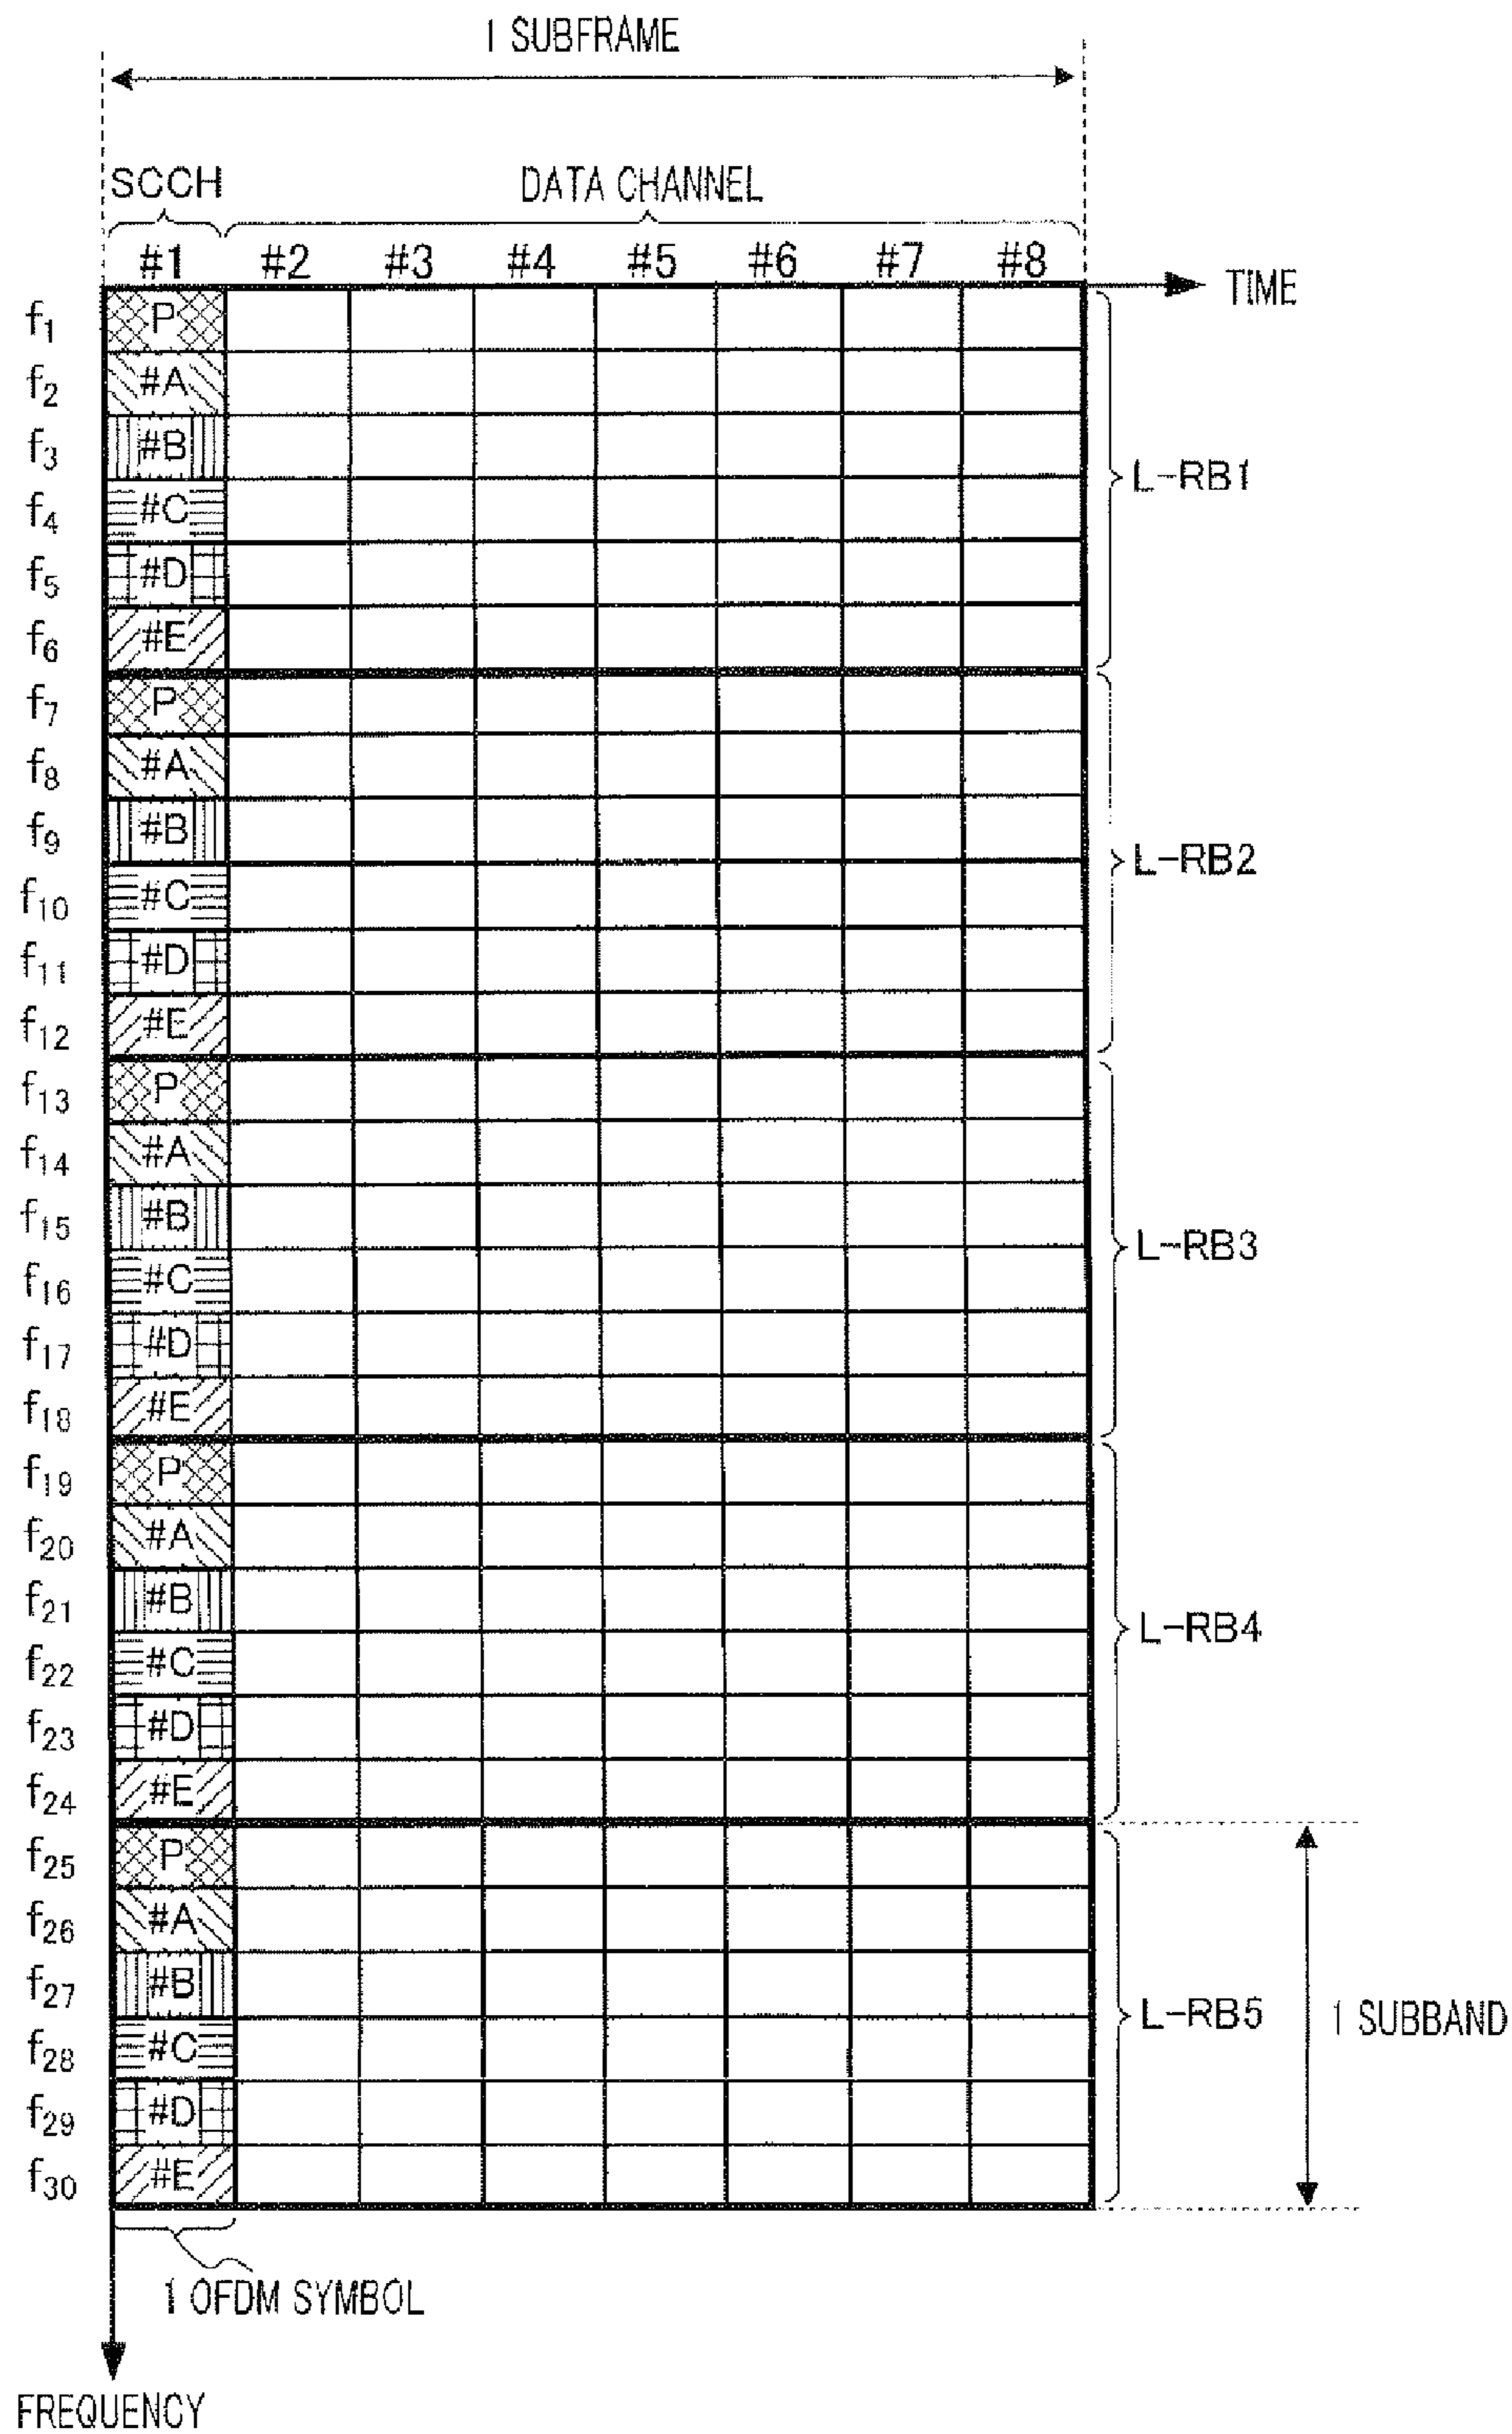 1 SUBFRAME
SCCH DATA CHANNEL
#1 #2 #3 #4 #5 #6 #7 #8
TIME
f1 P
f2 #A
f3 #B
f4 #C
f5 #D
f6 #E
L-RB1
f7 P
f8 #A
f9 #B
f10 #C
f11 #D
f12 #E
L-RB2
f13 P
f14 #A
f15 #B
f16 #C
f17 #D
f18 #E
L-RB3
f19 P
f20 #A
f21 #B
f22 #C
f23 #D
f24 #E
L-RB4
f25 P
f26 #A
f27 #B
f28 #C
f29 #D
f30 #E
L-RB5
1 SUBBAND
1 OFDM SYMBOL
FREQUENCY